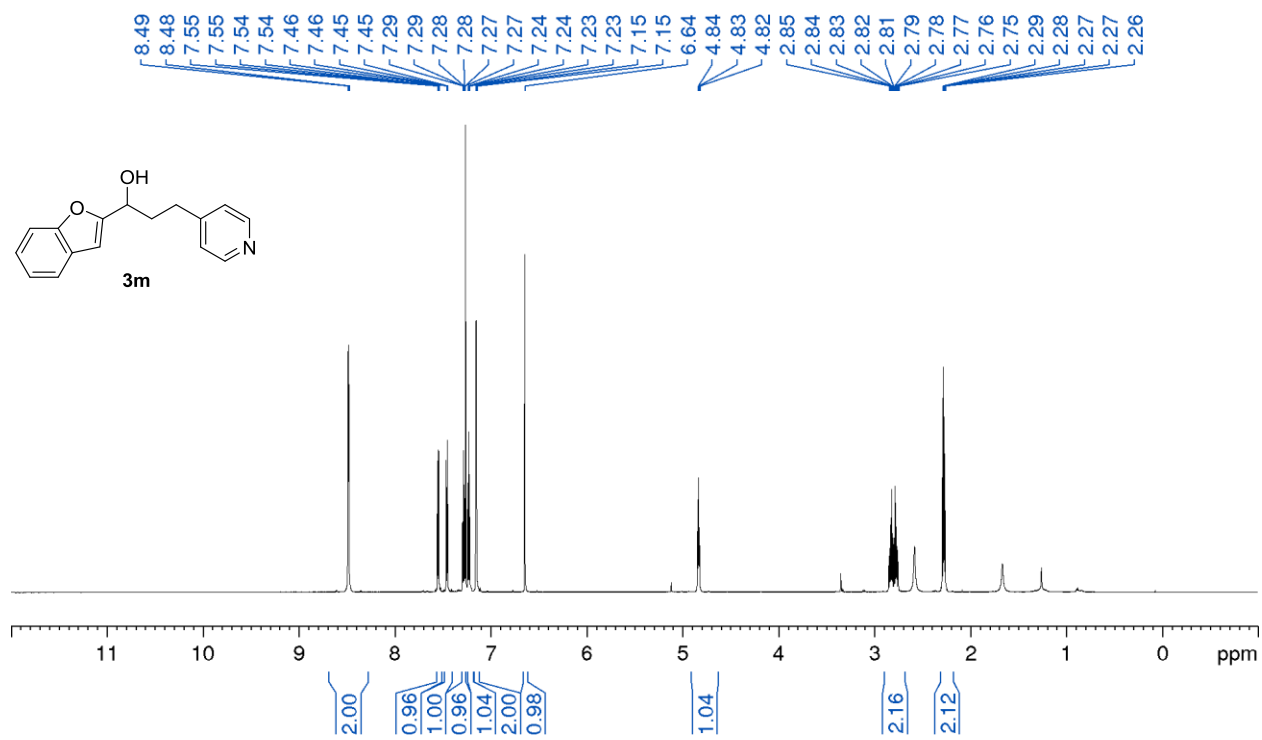 8.49 8.48 7.55 7.55 7.54 7.54 7.46 7.46 7.45 7.45 7.29 7.29 7.28 7.28 7.27 7.27 7.24 7.24 7.23 7.23 7.15 7.15 6.64 4.84 4.83 4.82 2.85 2.84 2.83 2.82 2.81 2.79 2.78 2.77 2.76 2.75 2.29 2.28 2.27 2.27 2.26
OH
O
N
3m
11 10 9 8 7 6 5 4 3 2 1 0 ppm
2.00 0.96 1.00 0.96 1.04 2.00 0.98 1.04 2.16 2.12